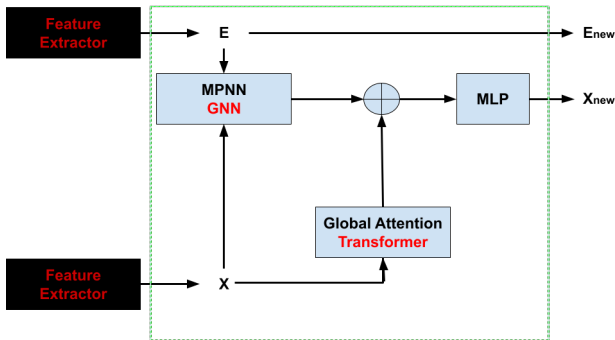 Feature
Extractor
E
Enew
MPNN
GNN
MLP
Xnew
Global Attention
Transformer
Feature
Extractor
X